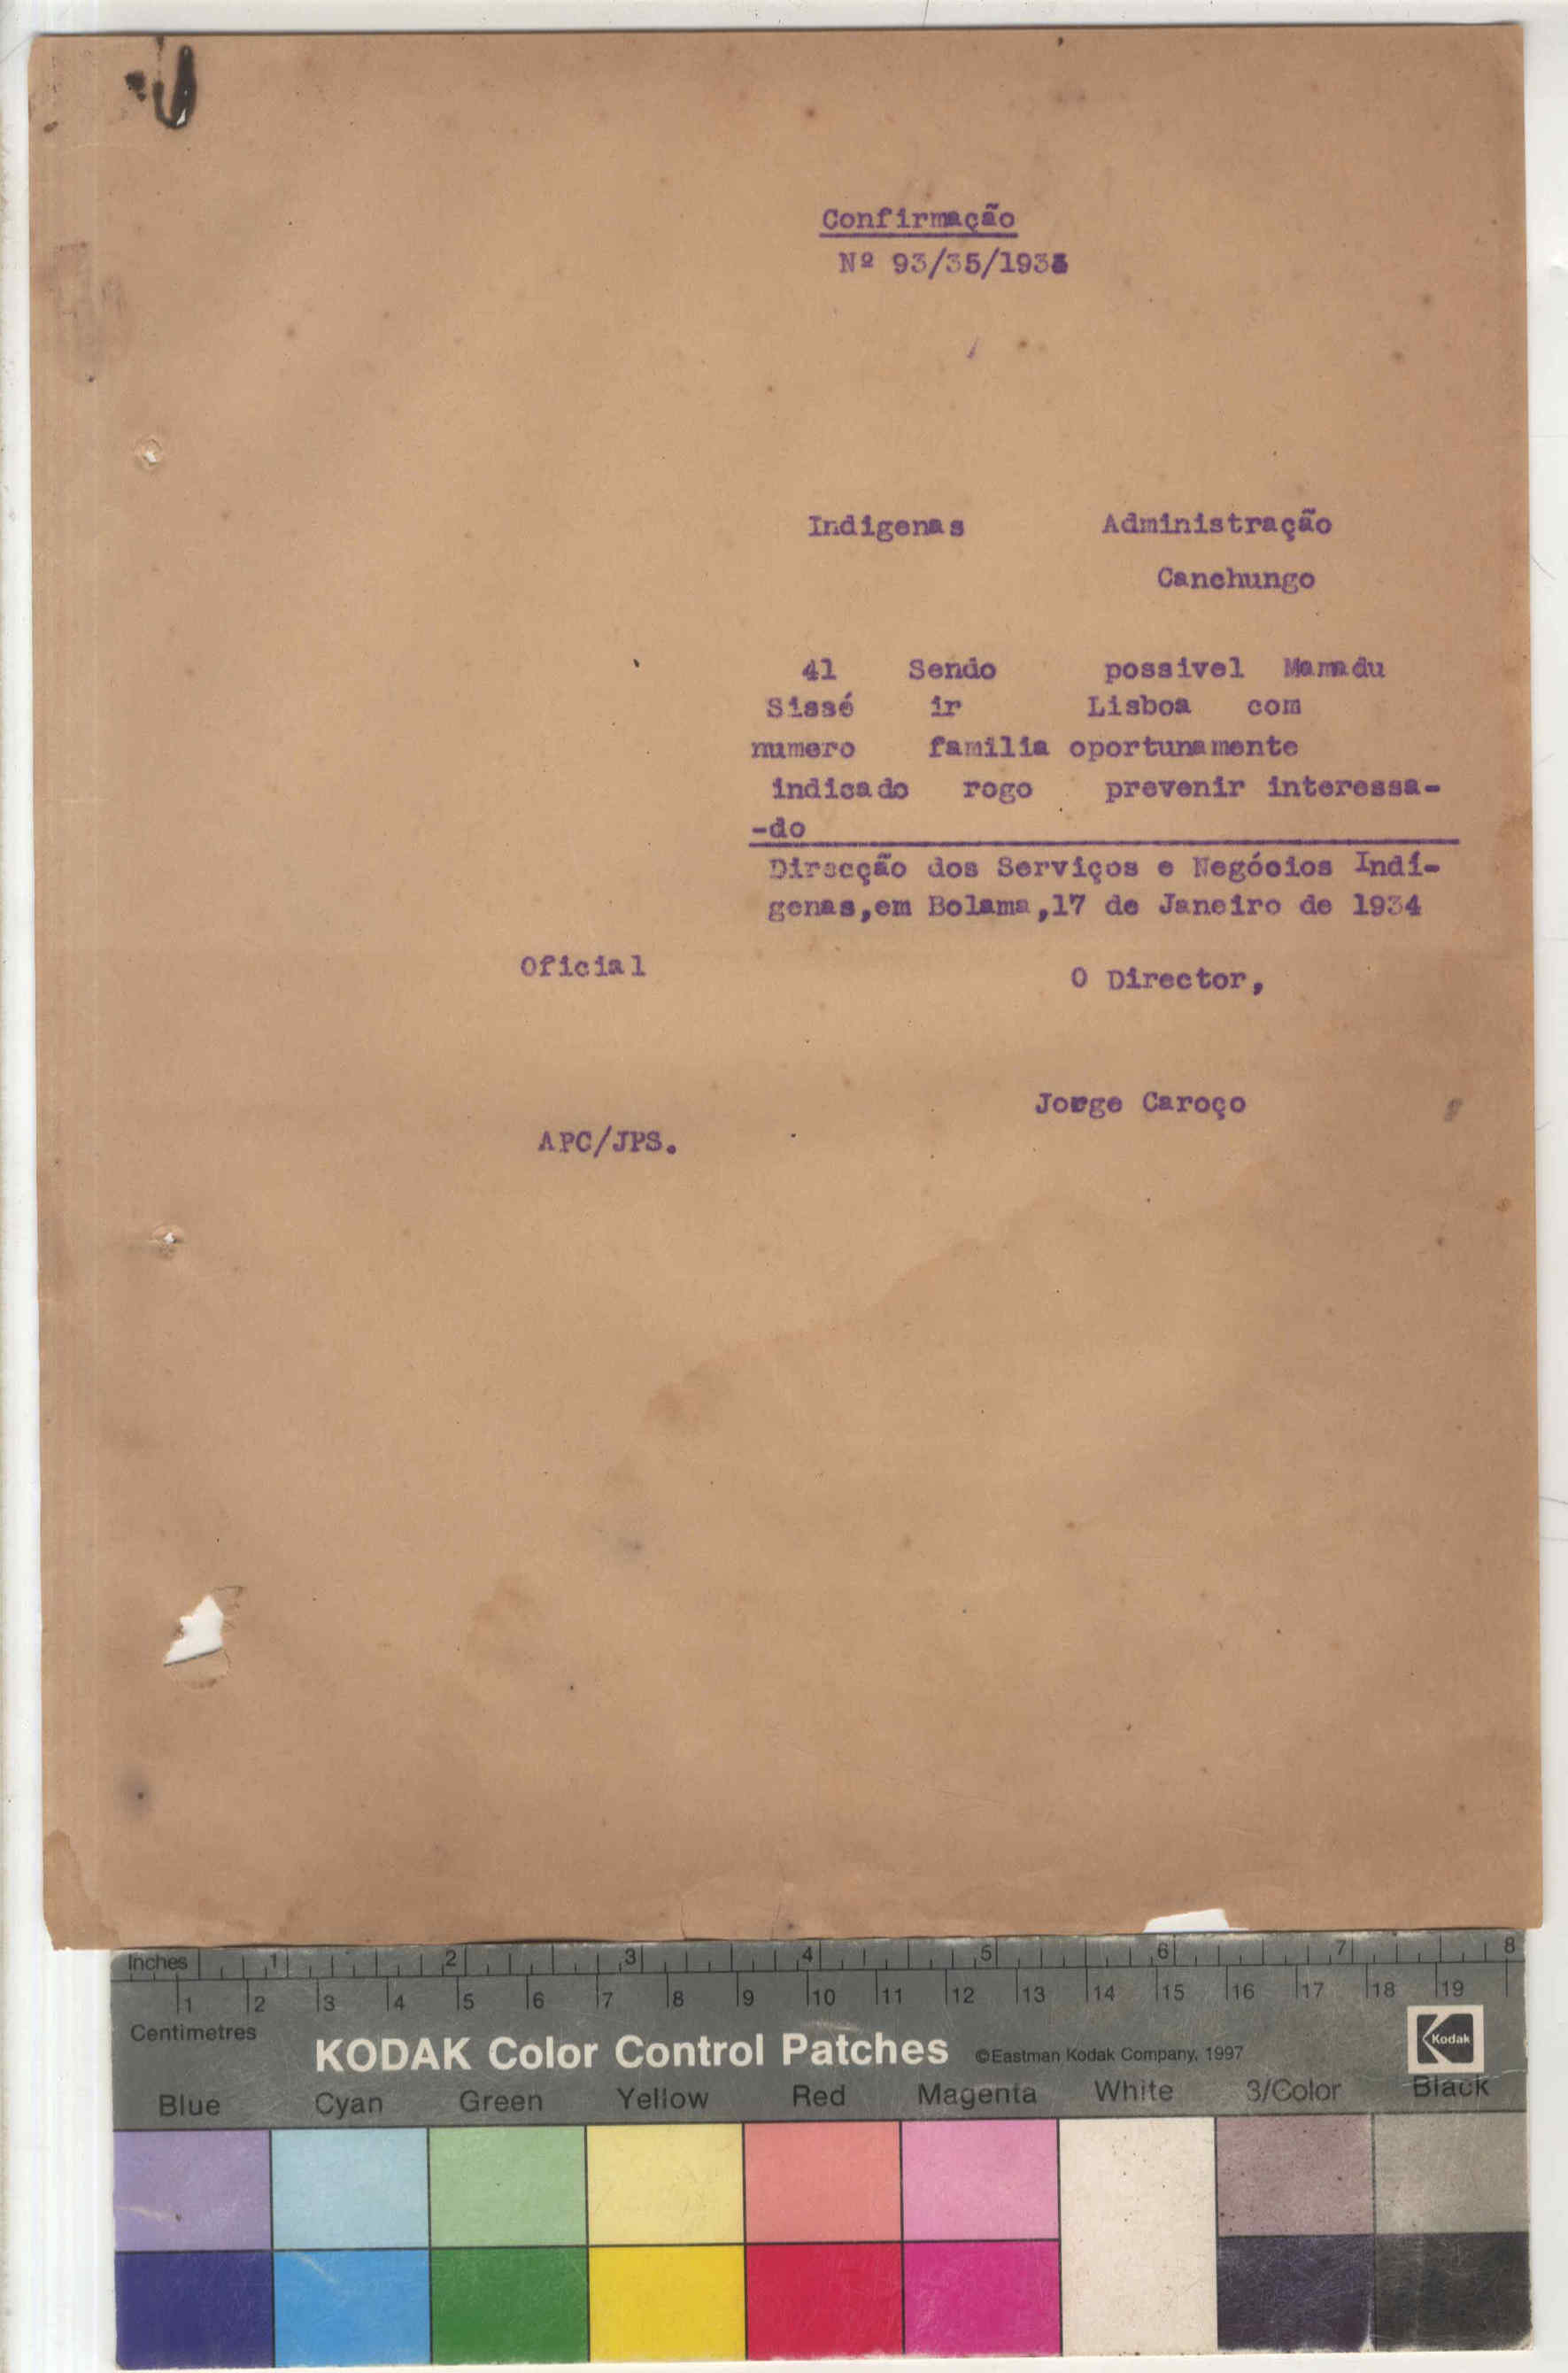 Confirmação
Nº 93/35/193
Indigenas Administração
Canchungo
41 Sendo possivel Mamadu
Sissé ir Lisboa com
numero familia oportunamente
indicado rogo prevenir interessa-
-do
Direcção dos Serviços e Negócios Indí-
genas,em Bolama,17 de Janeiro de 1934
Oficial
O Director,
Jorge Caroço
APC/JPS.
Inches 1 2 3 4 5 6 7 8
1 2 3 4 5 6 7 8 9 10 11 12 13 14 15 16 17 18 19
Centimetres
KODAK Color Control Patches ©Eastman Kodak Company, 1997 Kodak
Blue Cyan Green Yellow Red Magenta White 3/Color Black